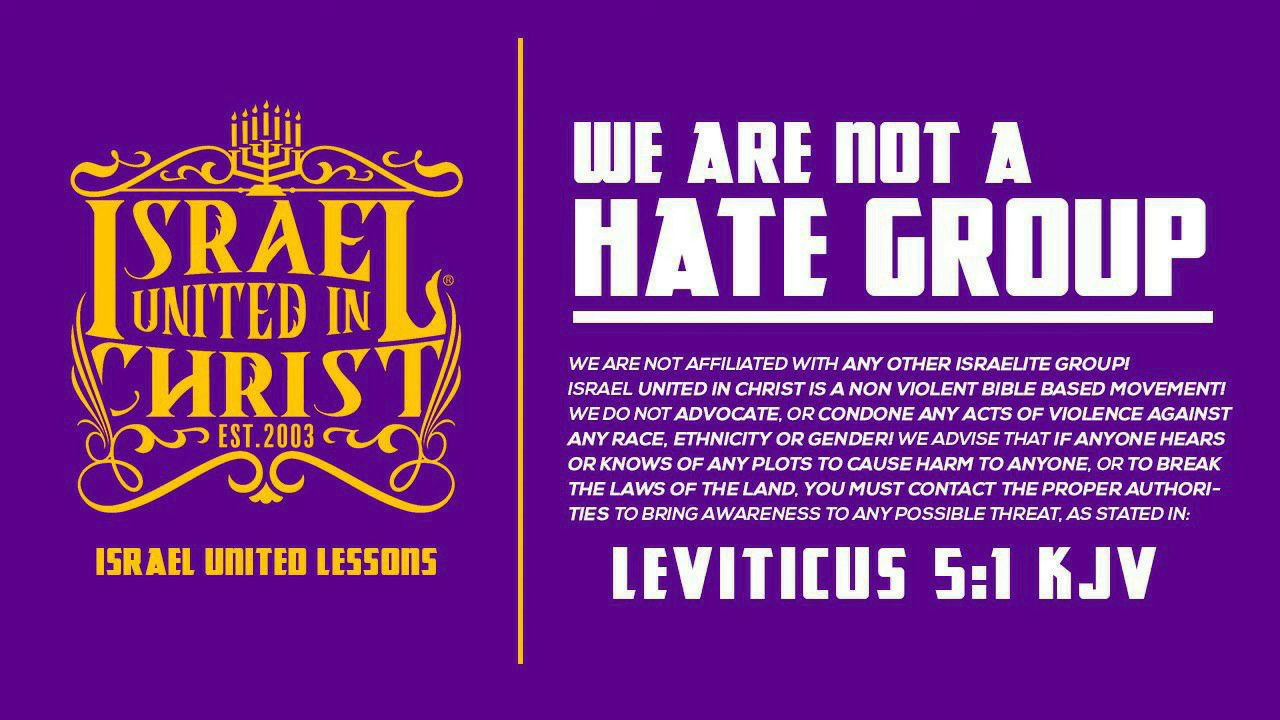 ISRAEL
UNITED IN
CHRIST
®
EST.2003
ISRAEL UNITED LESSONS
WE ARE NOT A
HATE GROUP
WE ARE NOT AFFILIATED WITH ANY OTHER ISRAELITE GROUP!
ISRAEL UNITED IN CHRIST IS A NON VIOLENT BIBLE BASED MOVEMENT!
WE DO NOT ADVOCATE, OR CONDONE ANY ACTS OF VIOLENCE AGAINST
ANY RACE, ETHNICITY OR GENDER! WE ADVISE THAT IF ANYONE HEARS
OR KNOWS OF ANY PLOTS TO CAUSE HARM TO ANYONE, OR TO BREAK
THE LAWS OF THE LAND, YOU MUST CONTACT THE PROPER AUTHORI-
TIES TO BRING AWARENESS TO ANY POSSIBLE THREAT, AS STATED IN:
LEVITICUS 5:1 KJV